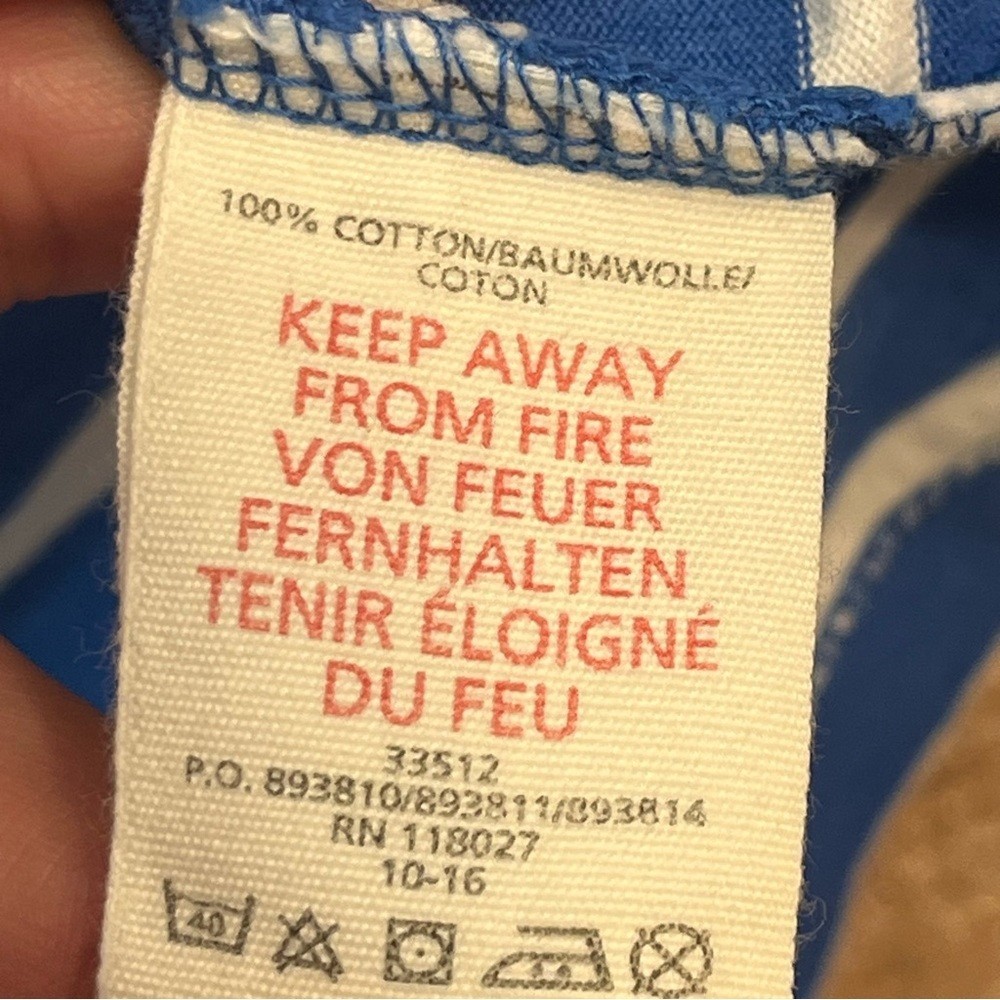 100% COTTON/BAUMWOLLE/
COTON
KEEP AWAY
FROM FIRE
VON FEUER
FERNHALTEN
TENIR ÉLOIGNÉ
DU FEU
33512
P.O. 893810/893811/893814
RN 118027
10-16
40